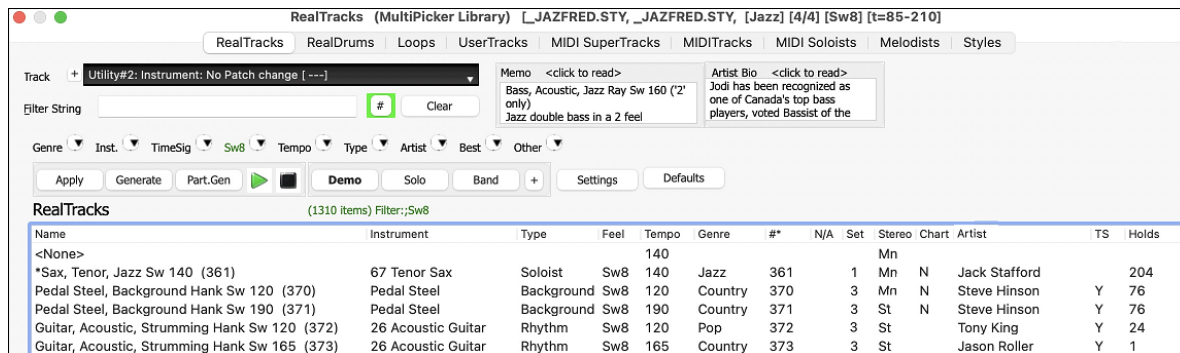 RealTracks (MultiPicker Library) [_JAZFRED.STY, _JAZFRED.STY, [Jazz] [4/4] [Sw8] [t=85-210]
RealTracks RealDrums Loops UserTracks MIDI SuperTracks MIDITracks MIDI Soloists Melodists Styles
Track + Utility#2: Instrument: No Patch change [ ---]
Memo <click to read>
Bass, Acoustic, Jazz Ray Sw 160 ('2'
only)
Jazz double bass in a 2 feel
Artist Bio <click to read>
Jodi has been recognized as
one of Canada's top bass
players, voted Bassist of the
Filter String # Clear
Genre Inst. TimeSig Sw8 Tempo Type Artist Best Other
Apply Generate Part.Gen Demo Solo Band + Settings Defaults
RealTracks (1310 items) Filter:;Sw8
Name Instrument Type Feel Tempo Genre #* N/A Set Stereo Chart Artist TS Holds
<None> 140 Mn
*Sax, Tenor, Jazz Sw 140 (361) 67 Tenor Sax Soloist Sw8 140 Jazz 361 1 Mn N Jack Stafford 204
Pedal Steel, Background Hank Sw 120 (370) Pedal Steel Background Sw8 120 Country 370 3 Mn N Steve Hinson Y 76
Pedal Steel, Background Hank Sw 190 (371) Pedal Steel Background Sw8 190 Country 371 3 St N Steve Hinson Y 76
Guitar, Acoustic, Strumming Hank Sw 120 (372) 26 Acoustic Guitar Rhythm Sw8 120 Pop 372 3 St Tony King Y 24
Guitar, Acoustic, Strumming Hank Sw 165 (373) 26 Acoustic Guitar Rhythm Sw8 165 Country 373 3 St Jason Roller Y 1